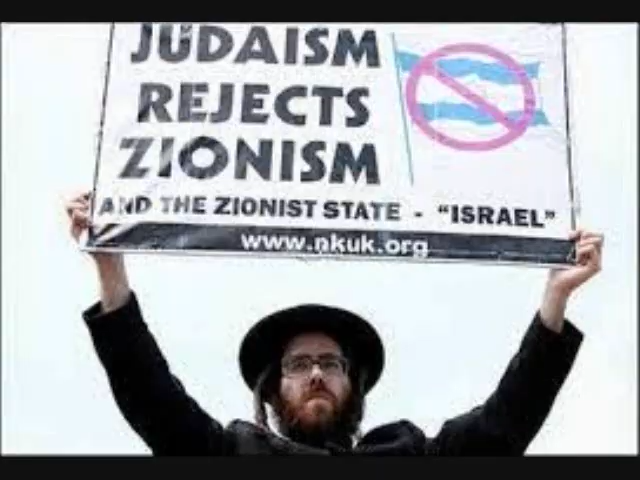 JUDAISM
REJECTS
ZIONISM
AND THE ZIONIST STATE - "ISRAEL"
www.nkuk.org